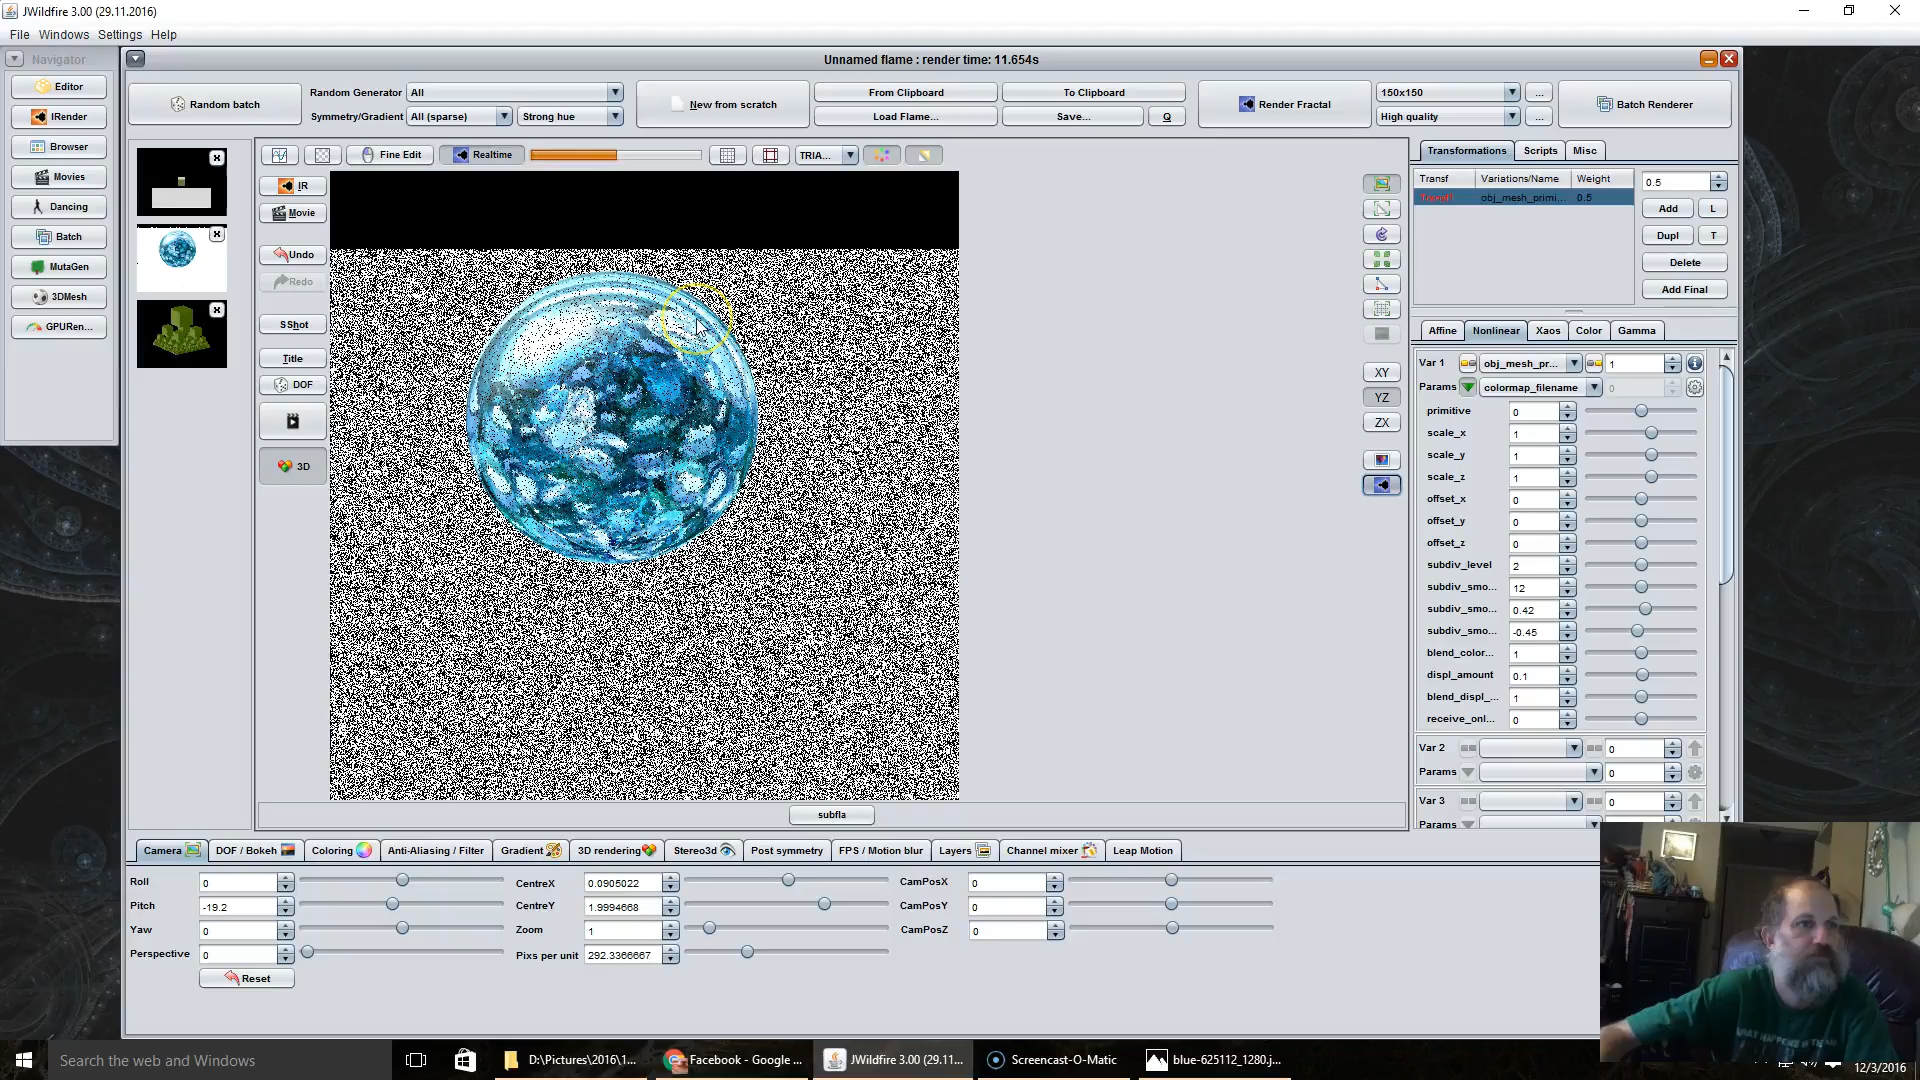 JWildfire 3.00 (29.11.2016)
File Windows Settings Help
Navigator
Unnamed flame : render time: 11.654s
Editor
IRender
Browser
Movies
Dancing
Batch
MutaGen
3DMesh
GPURen...
Random batch
Random Generator All
Symmetry/Gradient All (sparse) Strong hue
New from scratch
From Clipboard To Clipboard
Load Flame... Save... Q
Render Fractal
150x150 ...
High quality ...
Batch Renderer
Fine Edit Realtime TRIA...
IR
Movie
Undo
Redo
SShot
Title
DOF
3D
XY
YZ
ZX
Transformations Scripts Misc
Transf Variations/Name Weight
Transf1 obj_mesh_primi... 0.5
0.5
Add L
Dupl T
Delete
Add Final
Affine Nonlinear Xaos Color Gamma
Var 1 obj_mesh_pr... 1
Params colormap_filename 0
primitive 0
scale_x 1
scale_y 1
scale_z 1
offset_x 0
offset_y 0
offset_z 0
subdiv_level 2
subdiv_smo... 12
subdiv_smo... 0.42
subdiv_smo... -0.45
blend_color... 1
displ_amount 0.1
blend_displ_... 1
receive_onl... 0
Var 2 0
Params 0
Var 3 0
Params
subfla
Camera DOF / Bokeh Coloring Anti-Aliasing / Filter Gradient 3D rendering Stereo3d Post symmetry FPS / Motion blur Layers Channel mixer Leap Motion
Roll 0 CentreX 0.0905022 CamPosX 0
Pitch -19.2 CentreY 1.9994668 CamPosY 0
Yaw 0 Zoom 1 CamPosZ 0
Perspective 0 Pixs per unit 292.3366667
Reset
Search the web and Windows
D:\Pictures\2016\1...
Facebook - Google ...
JWildfire 3.00 (29.11...
Screencast-O-Matic
blue-625112_1280.j...
12/3/2016